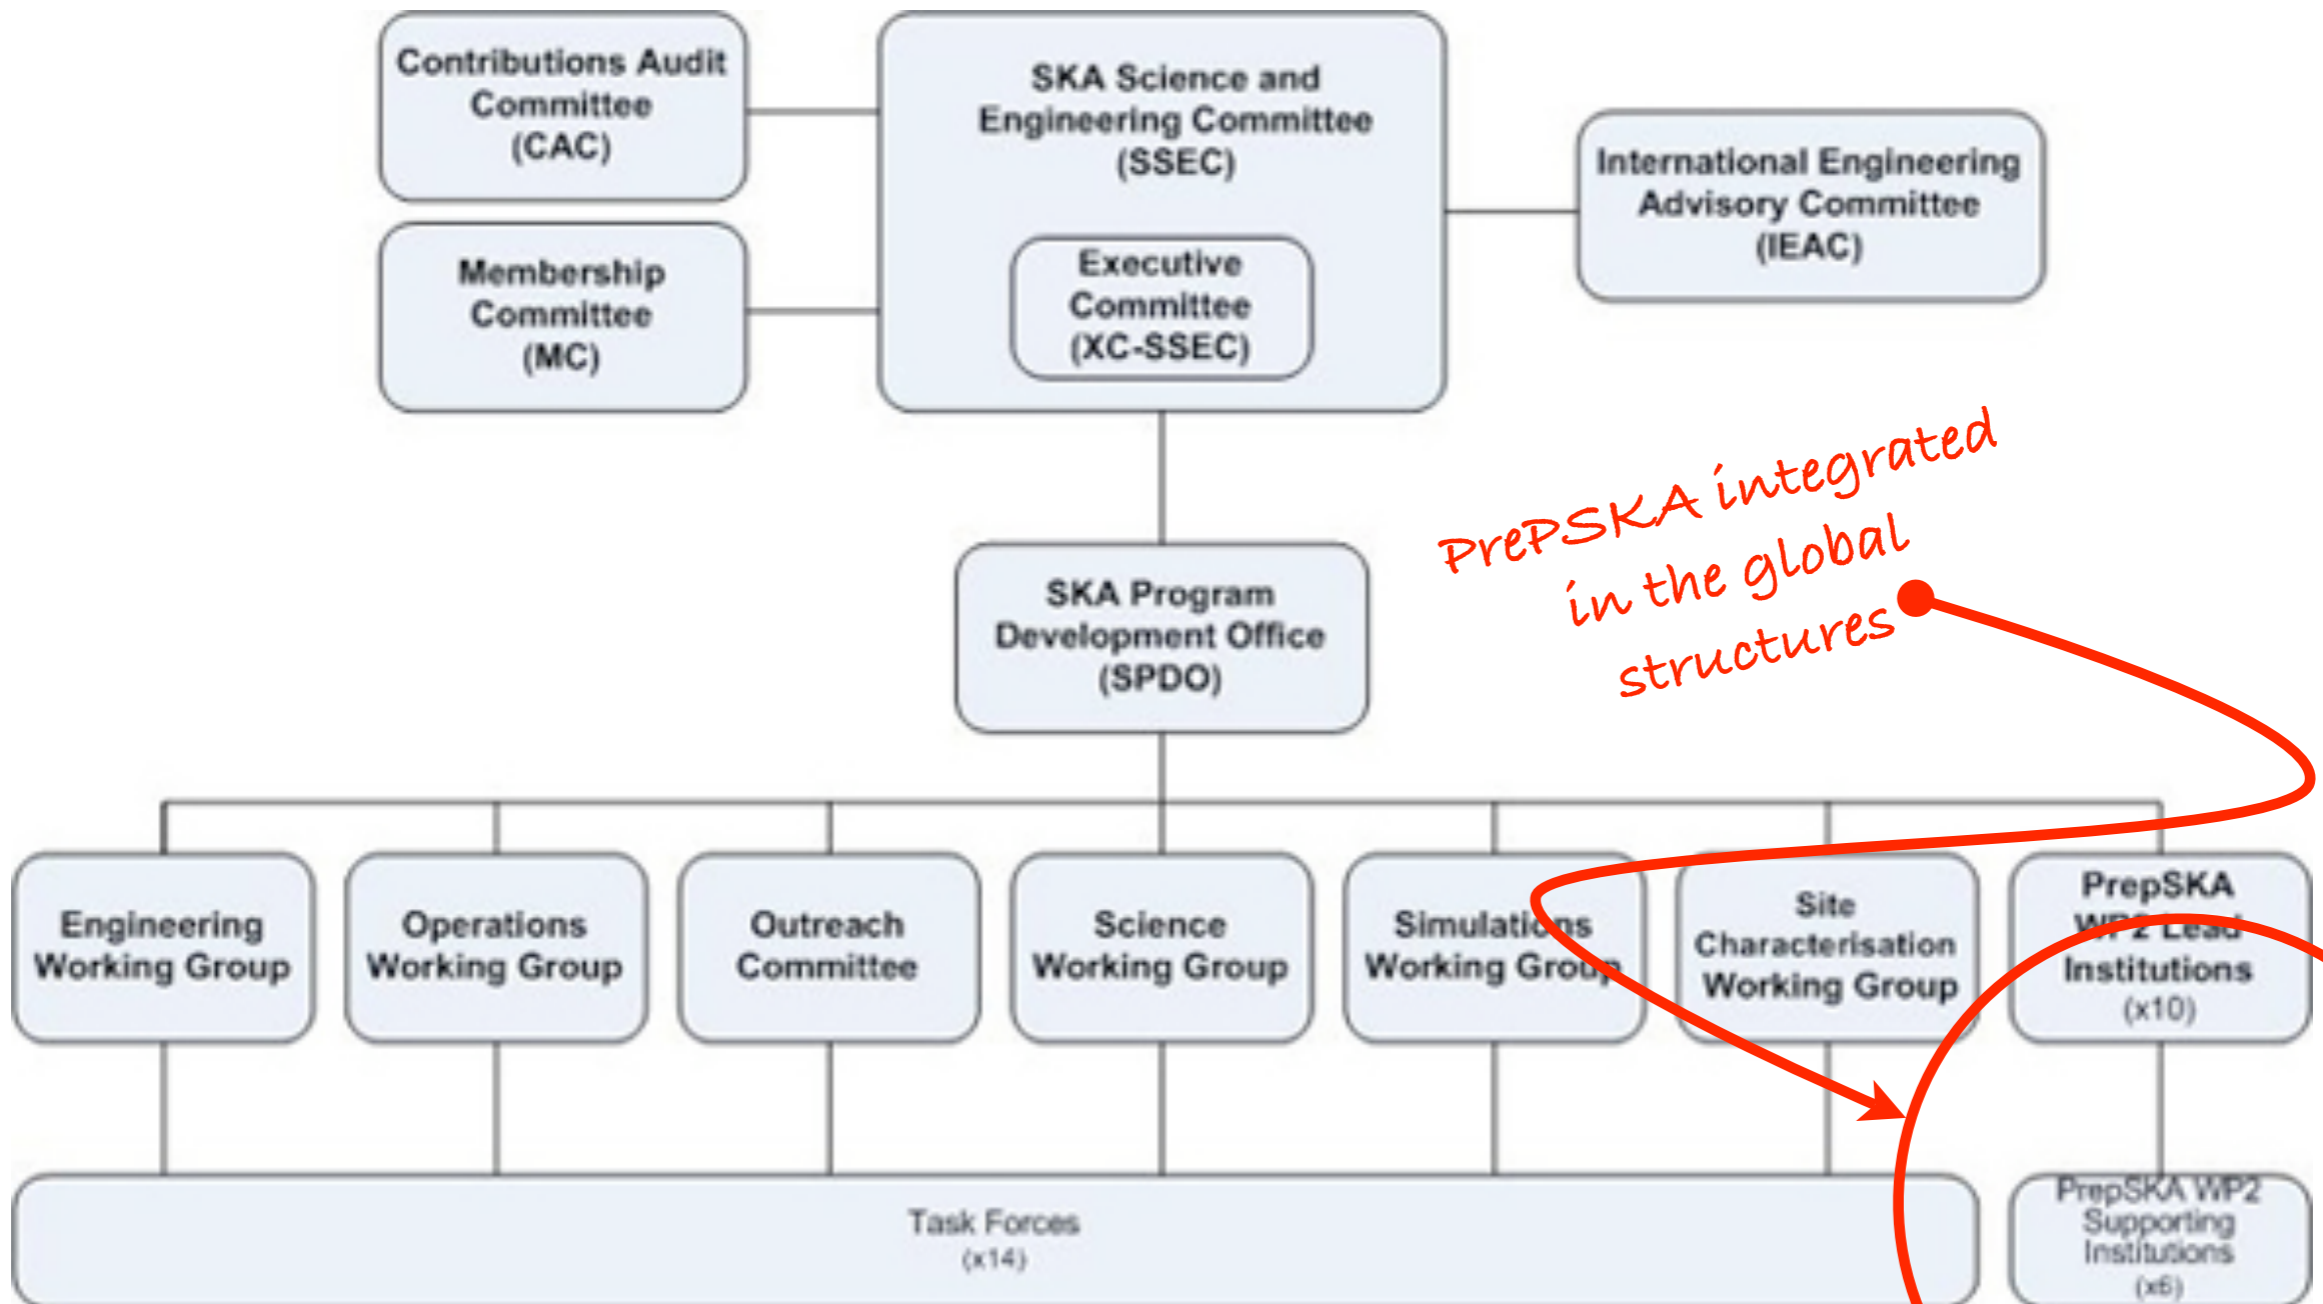 Contributions Audit
Committee
(CAC)
SKA Science and
Engineering Committee
(SSEC)
International Engineering
Advisory Committee
(IEAC)
Membership
Committee
(MC)
Executive
Committee
(XC-SSEC)
PrePSKA integrated
in the global
structures
SKA Program
Development Office
(SPDO)
Engineering
Working Group
Operations
Working Group
Outreach
Committee
Science
Working Group
Simulations
Working Group
Site
Characterisation
Working Group
PrepSKA
WP2 Lead
Institutions
(x10)
Task Forces
(x14)
PrepSKA WP2
Supporting
Institutions
(x6)